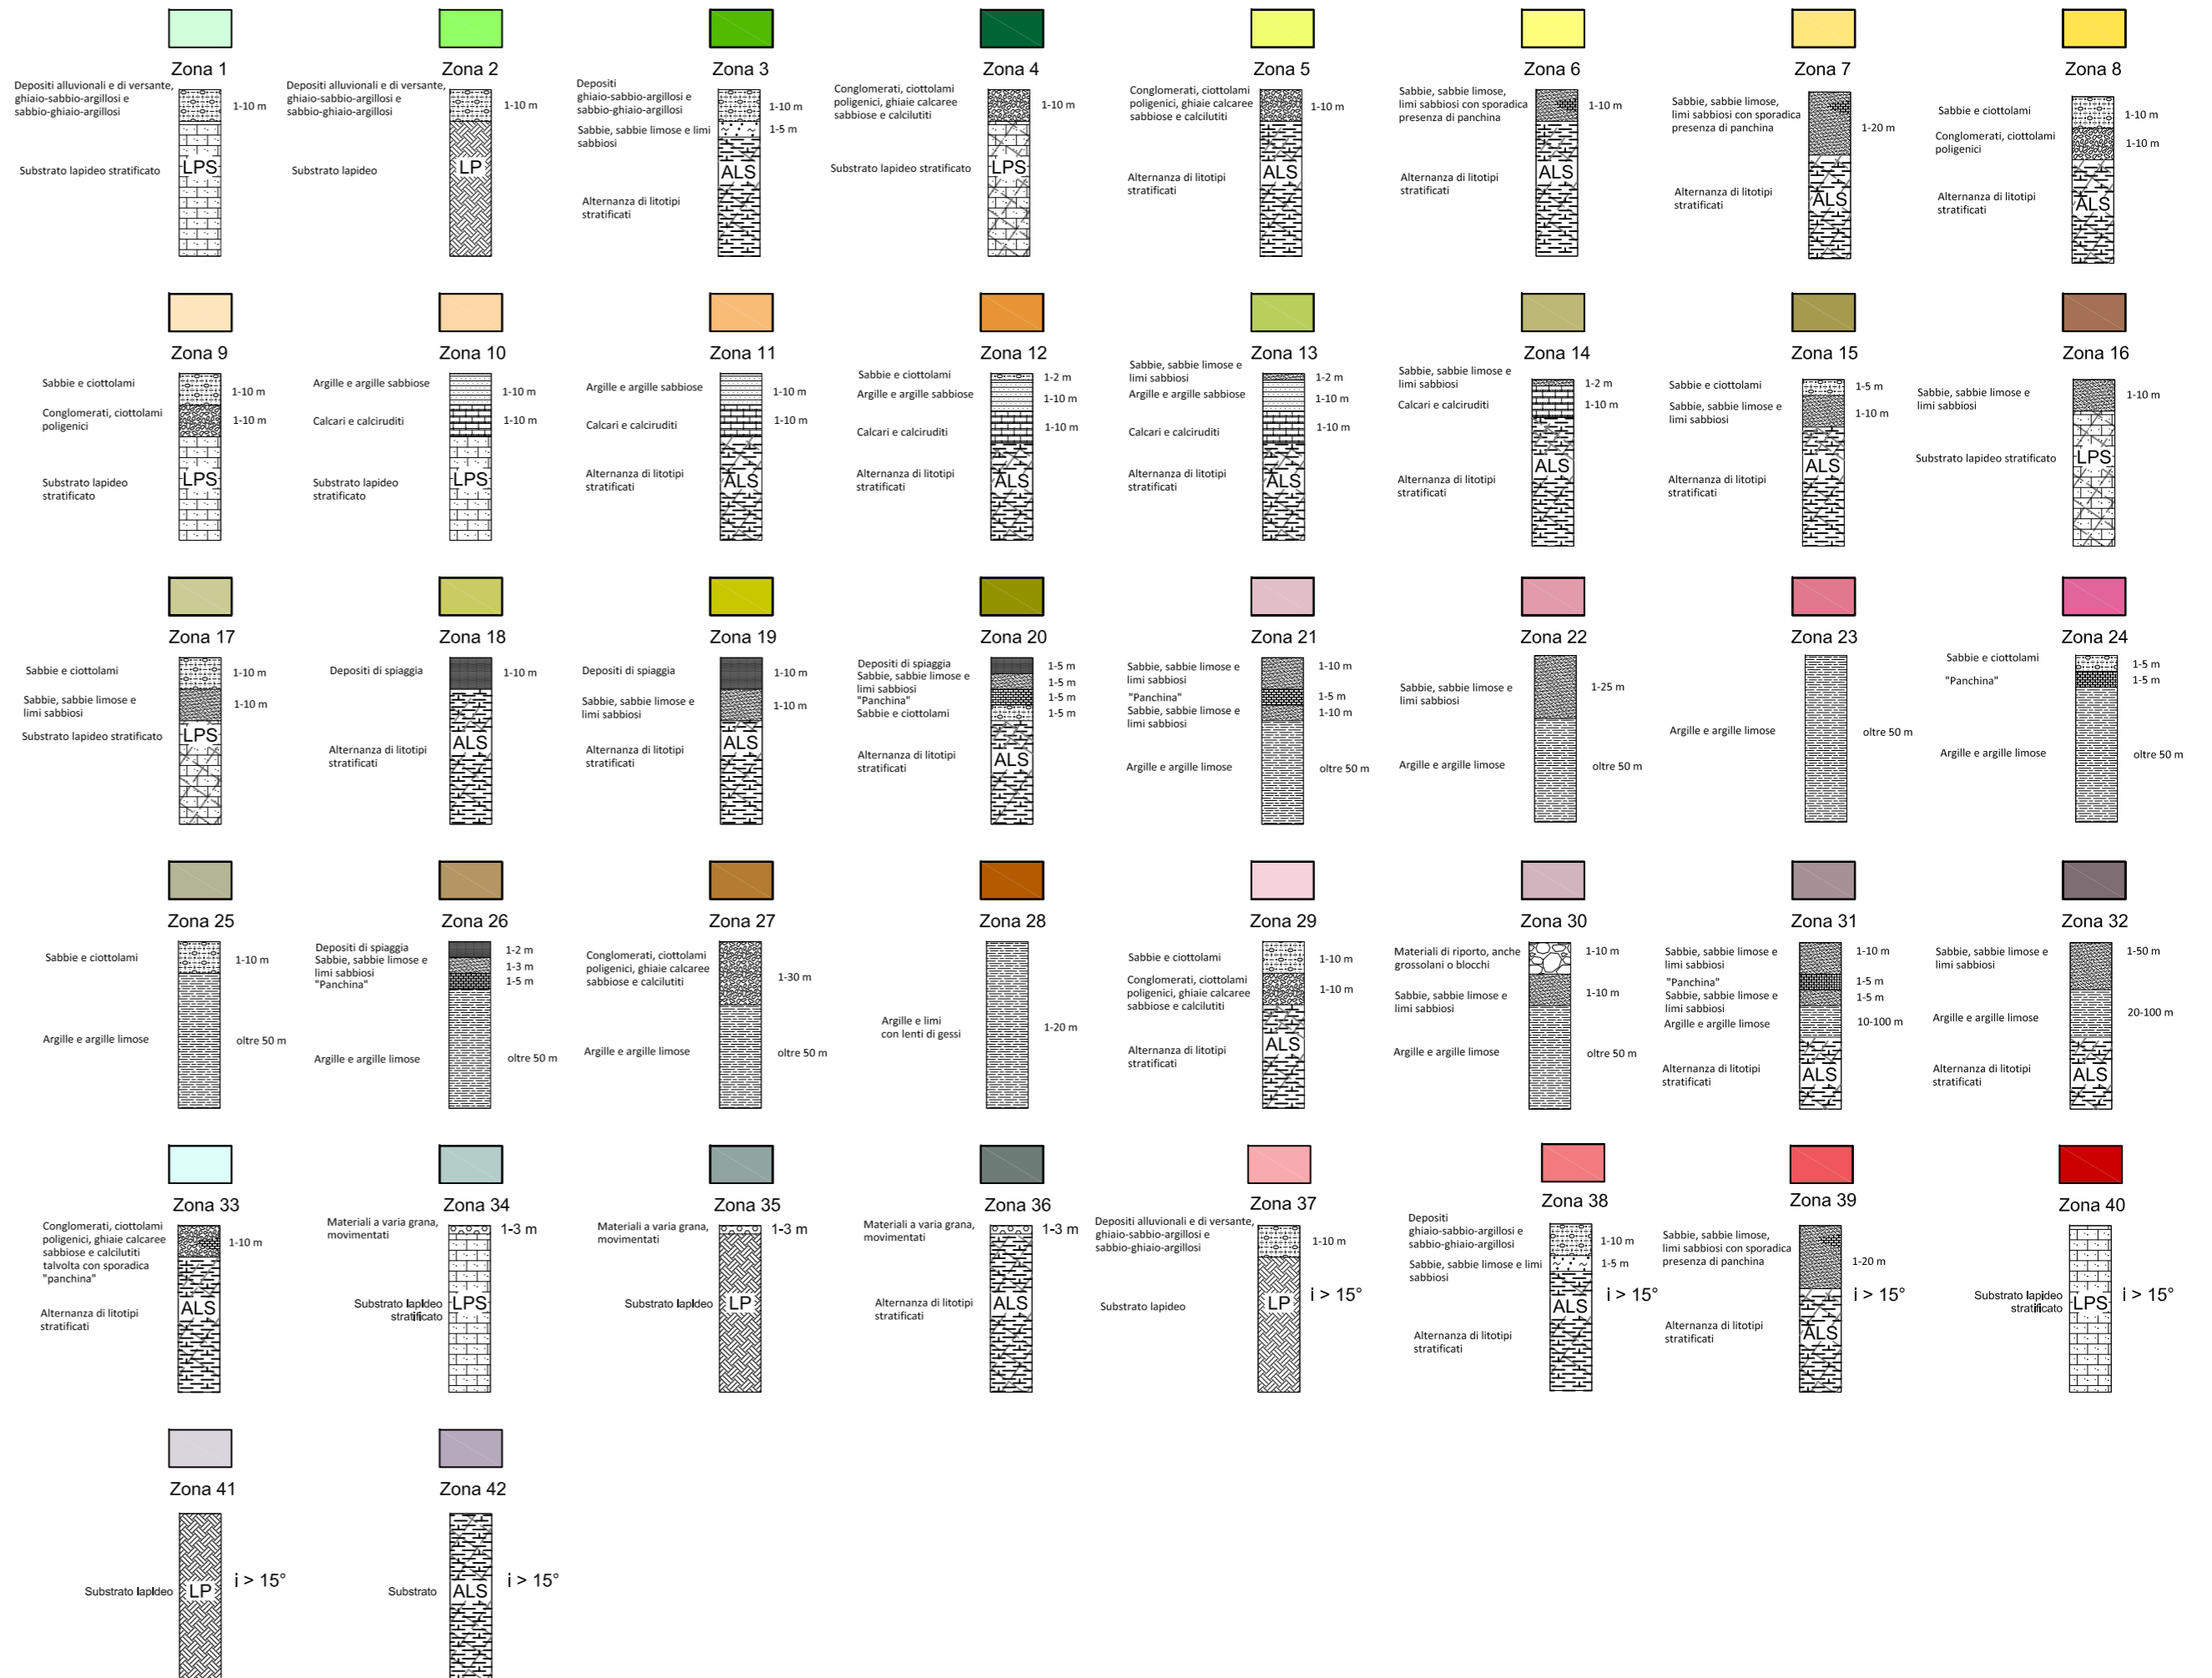 Zona 1
Depositi alluvionali e di versante,
ghiaio-sabbio-argillosi e
sabbio-ghiaio-argillosi
1-10 m
Substrato lapideo stratificato
LPS
Zona 2
Depositi alluvionali e di versante,
ghiaio-sabbio-argillosi e
sabbio-ghiaio-argillosi
1-10 m
Substrato lapideo
LP
Zona 3
Depositi
ghiaio-sabbio-argillosi e
sabbio-ghiaio-argillosi
1-10 m
Sabbie, sabbie limose e limi
sabbiosi
1-5 m
ALS
Alternanza di litotipi
stratificati
Zona 4
Conglomerati, ciottolami
poligenici, ghiaie calcaree
sabbiose e calcilutiti
1-10 m
Substrato lapideo stratificato
LPS
Zona 5
Conglomerati, ciottolami
poligenici, ghiaie calcaree
sabbiose e calcilutiti
1-10 m
ALS
Alternanza di litotipi
stratificati
Zona 6
Sabbie, sabbie limose,
limi sabbiosi con sporadica
presenza di panchina
1-10 m
ALS
Alternanza di litotipi
stratificati
Zona 7
Sabbie, sabbie limose,
limi sabbiosi con sporadica
presenza di panchina
1-20 m
Alternanza di litotipi
stratificati
ALS
Zona 8
Sabbie e ciottolami
1-10 m
Conglomerati, ciottolami
poligenici
1-10 m
Alternanza di litotipi
stratificati
ALS
Zona 9
Sabbie e ciottolami
1-10 m
Conglomerati, ciottolami
poligenici
1-10 m
Substrato lapideo
stratificato
LPS
Zona 10
Argille e argille sabbiose
1-10 m
Calcari e calciruditi
1-10 m
Substrato lapideo
stratificato
LPS
Zona 11
Argille e argille sabbiose
1-10 m
Calcari e calciruditi
1-10 m
Alternanza di litotipi
stratificati
ALS
Zona 12
Sabbie e ciottolami
1-2 m
Argille e argille sabbiose
1-10 m
Calcari e calciruditi
1-10 m
Alternanza di litotipi
stratificati
ALS
Zona 13
Sabbie, sabbie limose e
limi sabbiosi
1-2 m
Argille e argille sabbiose
1-10 m
Calcari e calciruditi
1-10 m
Alternanza di litotipi
stratificati
ALS
Zona 14
Sabbie, sabbie limose e
limi sabbiosi
1-2 m
Calcari e calciruditi
1-10 m
ALS
Alternanza di litotipi
stratificati
Zona 15
Sabbie e ciottolami
1-5 m
Sabbie, sabbie limose e
limi sabbiosi
1-10 m
ALS
Alternanza di litotipi
stratificati
Zona 16
Sabbie, sabbie limose e
limi sabbiosi
1-10 m
Substrato lapideo stratificato
LPS
Zona 17
Sabbie e ciottolami
1-10 m
Sabbie, sabbie limose e
limi sabbiosi
1-10 m
Substrato lapideo stratificato
LPS
Zona 18
Depositi di spiaggia
1-10 m
ALS
Alternanza di litotipi
stratificati
Zona 19
Depositi di spiaggia
1-10 m
Sabbie, sabbie limose e
limi sabbiosi
1-10 m
ALS
Alternanza di litotipi
stratificati
Zona 20
Depositi di spiaggia
1-5 m
Sabbie, sabbie limose e
limi sabbiosi
1-5 m
"Panchina"
1-5 m
Sabbie e ciottolami
1-5 m
Alternanza di litotipi
stratificati
ALS
Zona 21
Sabbie, sabbie limose e
limi sabbiosi
1-10 m
"Panchina"
1-5 m
Sabbie, sabbie limose e
limi sabbiosi
1-10 m
Argille e argille limose
oltre 50 m
Zona 22
Sabbie, sabbie limose e
limi sabbiosi
1-25 m
Argille e argille limose
oltre 50 m
Zona 23
Argille e argille limose
oltre 50 m
Zona 24
Sabbie e ciottolami
1-5 m
"Panchina"
1-5 m
Argille e argille limose
oltre 50 m
Zona 25
Sabbie e ciottolami
1-10 m
Argille e argille limose
oltre 50 m
Zona 26
Depositi di spiaggia
1-2 m
Sabbie, sabbie limose e
limi sabbiosi
1-3 m
"Panchina"
1-5 m
Argille e argille limose
oltre 50 m
Zona 27
Conglomerati, ciottolami
poligenici, ghiaie calcaree
sabbiose e calcilutiti
1-30 m
Argille e argille limose
oltre 50 m
Zona 28
Argille e limi
con lenti di gessi
1-20 m
Zona 29
Sabbie e ciottolami
1-10 m
Conglomerati, ciottolami
poligenici, ghiaie calcaree
sabbiose e calcilutiti
1-10 m
ALS
Alternanza di litotipi
stratificati
Zona 30
Materiali di riporto, anche
grossolani o blocchi
1-10 m
Sabbie, sabbie limose e
limi sabbiosi
1-10 m
Argille e argille limose
oltre 50 m
Zona 31
Sabbie, sabbie limose e
limi sabbiosi
1-10 m
"Panchina"
1-5 m
Sabbie, sabbie limose e
limi sabbiosi
1-5 m
Argille e argille limose
10-100 m
Alternanza di litotipi
stratificati
ALS
Zona 32
Sabbie, sabbie limose e
limi sabbiosi
1-50 m
Argille e argille limose
20-100 m
Alternanza di litotipi
stratificati
ALS
Zona 33
Conglomerati, ciottolami
poligenici, ghiaie calcaree
sabbiose e calcilutiti
talvolta con sporadica
"panchina"
1-10 m
Alternanza di litotipi
stratificati
ALS
Zona 34
Materiali a varia grana,
movimentati
1-3 m
Substrato lapideo
stratificato
LPS
Zona 35
Materiali a varia grana,
movimentati
1-3 m
Substrato lapideo
LP
Zona 36
Materiali a varia grana,
movimentati
1-3 m
Alternanza di litotipi
stratificati
ALS
Zona 37
Depositi alluvionali e di versante,
ghiaio-sabbio-argillosi e
sabbio-ghiaio-argillosi
1-10 m
Substrato lapideo
LP
i > 15°
Zona 38
Depositi
ghiaio-sabbio-argillosi e
sabbio-ghiaio-argillosi
1-10 m
Sabbie, sabbie limose e limi
sabbiosi
1-5 m
ALS
i > 15°
Alternanza di litotipi
stratificati
Zona 39
Sabbie, sabbie limose,
limi sabbiosi con sporadica
presenza di panchina
1-20 m
i > 15°
Alternanza di litotipi
stratificati
ALS
Zona 40
Substrato lapideo
stratificato
LPS
i > 15°
Zona 41
Substrato lapideo
LP
i > 15°
Zona 42
Substrato
ALS
i > 15°